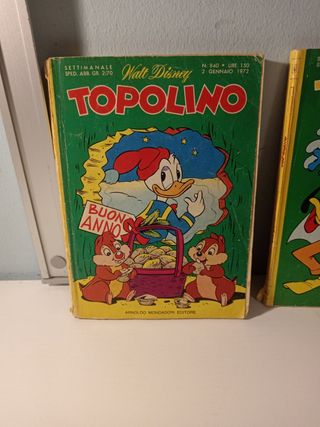 SETTIMANALE
SPED. ABB. GR. 2/70
N. 840 • LIRE 150
2 GENNAIO 1972
Walt Disney
TOPOLINO
BUON
ANNO
ARNOLDO MONDADORI EDITORE